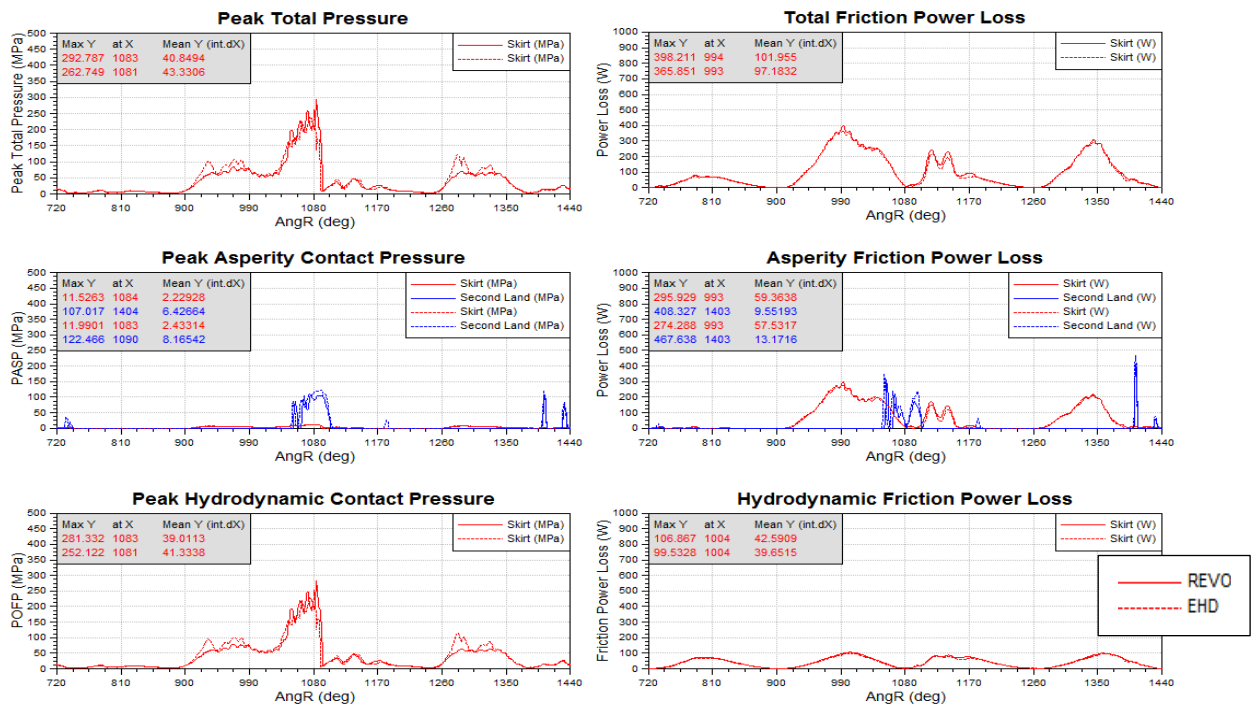 Peak Total Pressure
Max Y at X Mean Y (int.dX)
292.787 1083 40.8494
262.749 1081 43.3306
Skirt (MPa)
Skirt (MPa)
Peak Total Pressure (MPa)
500
450
400
350
300
250
200
150
100
50
0
720 810 900 990 1080 1170 1260 1350 1440
AngR (deg)
Total Friction Power Loss
Max Y at X Mean Y (int.dX)
398.211 994 101.955
365.851 993 97.1832
Skirt (W)
Skirt (W)
Power Loss (W)
1000
900
800
700
600
500
400
300
200
100
0
720 810 900 990 1080 1170 1260 1350 1440
AngR (deg)
Peak Asperity Contact Pressure
Max Y at X Mean Y (int.dX)
11.5263 1084 2.22928
107.017 1404 6.42664
11.9901 1083 2.43314
122.466 1090 8.16542
Skirt (MPa)
Second Land (MPa)
Skirt (MPa)
Second Land (MPa)
PASP (MPa)
500
450
400
350
300
250
200
150
100
50
0
720 810 900 990 1080 1170 1260 1350 1440
AngR (deg)
Asperity Friction Power Loss
Max Y at X Mean Y (int.dX)
295.929 993 59.3638
408.327 1403 9.55193
274.288 993 57.5317
467.638 1403 13.1716
Skirt (W)
Second Land (W)
Skirt (W)
Second Land (W)
Power Loss (W)
1000
900
800
700
600
500
400
300
200
100
0
720 810 900 990 1080 1170 1260 1350 1440
AngR (deg)
Peak Hydrodynamic Contact Pressure
Max Y at X Mean Y (int.dX)
281.332 1083 39.0113
252.122 1081 41.3338
Skirt (MPa)
Skirt (MPa)
POFP (MPa)
500
450
400
350
300
250
200
150
100
50
0
720 810 900 990 1080 1170 1260 1350 1440
AngR (deg)
Hydrodynamic Friction Power Loss
Max Y at X Mean Y (int.dX)
106.867 1004 42.5909
99.5328 1004 39.6515
Skirt (W)
Skirt (W)
Friction Power Loss (W)
1000
900
800
700
600
500
400
300
200
100
0
720 810 900 990 1080 1170 1260 1350 1440
AngR (deg)
REVO
EHD